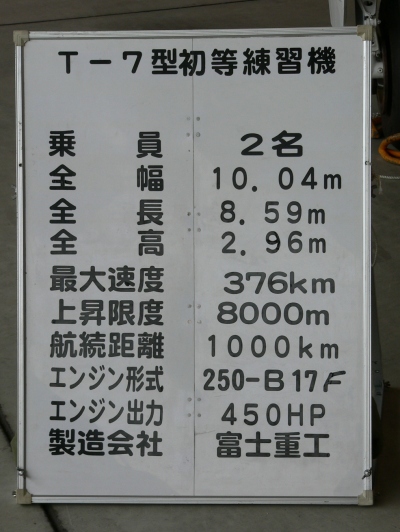 T－7型初等練習機
乗員 2名
全幅 10.04m
全長 8.59m
全高 2.96m
最大速度 376km
上昇限度 8000m
航続距離 1000km
エンジン形式 250-B17F
エンジン出力 450HP
製造会社 富士重工